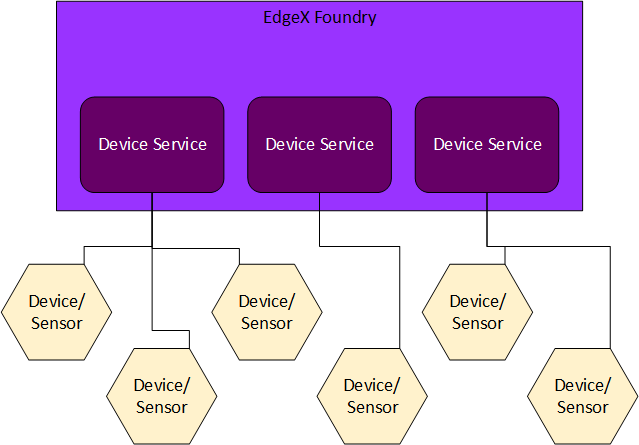 EdgeX Foundry
Device Service
Device Service
Device Service
Device/
Sensor
Device/
Sensor
Device/
Sensor
Device/
Sensor
Device/
Sensor
Device/
Sensor